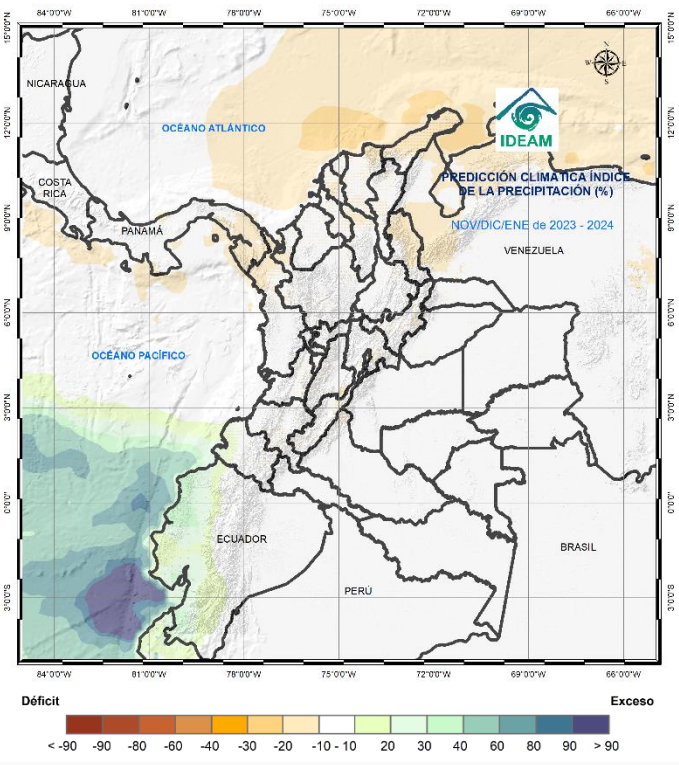 84°0'0"W 81°0'0"W 78°0'0"W 75°0'0"W 72°0'0"W 69°0'0"W 66°0'0"W
15°0'0"N 15°0'0"N
N
W E
S
NICARAGUA
12°0'0"N 12°0'0"N
OCÉANO ATLÁNTICO
IDEAM
PREDICCIÓN CLIMÁTICA ÍNDICE
DE LA PRECIPITACIÓN (%)
COSTA
RICA
9°0'0"N 9°0'0"N
NOV/DIC/ENE de 2023 - 2024
PANAMÁ
VENEZUELA
6°0'0"N 6°0'0"N
OCÉANO PACÍFICO
3°0'0"N 3°0'0"N
0°0'0" 0°0'0"
ECUADOR
BRASIL
PERÚ
3°0'0"S 3°0'0"S
84°0'0"W 81°0'0"W 78°0'0"W 75°0'0"W 72°0'0"W 69°0'0"W 66°0'0"W
Déficit Exceso
< -90 -90 -80 -60 -40 -30 -20 -10 - 10 20 30 40 60 80 90 > 90